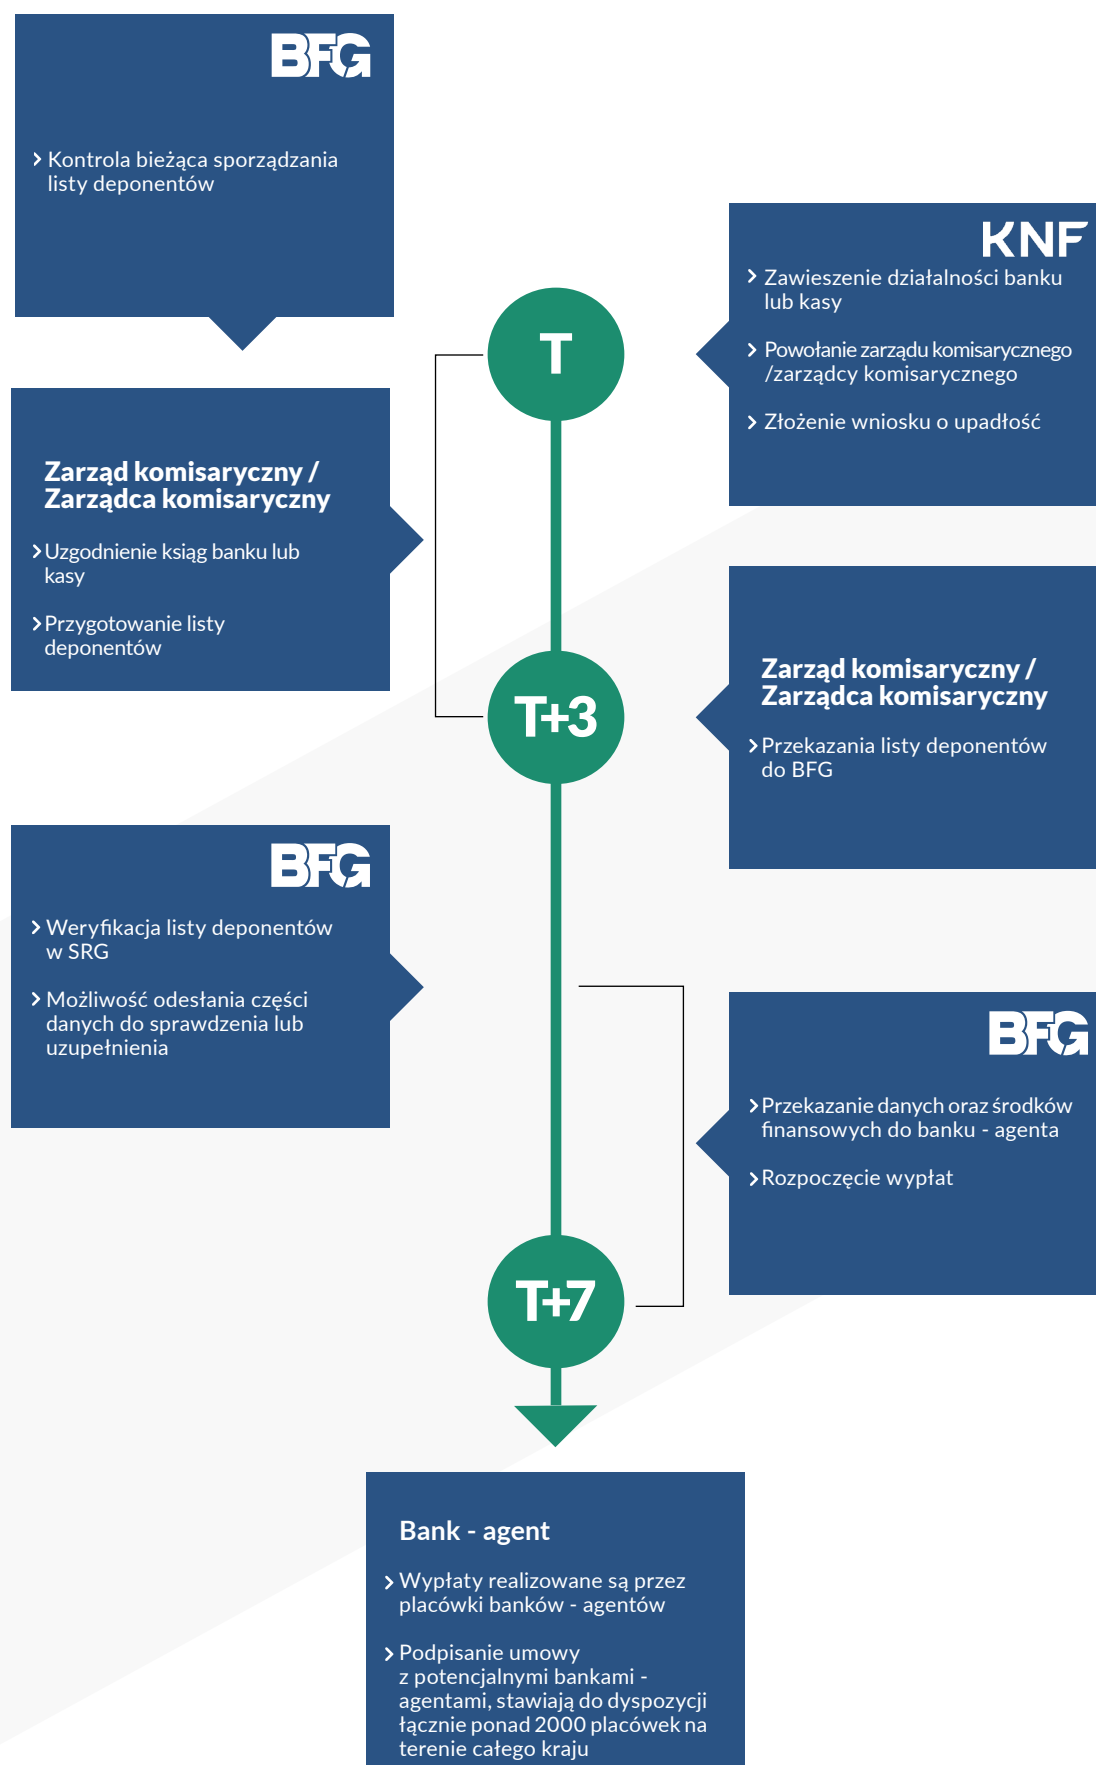 BFG
Kontrola bieżąca sporządzania
listy deponentów
KNF
Zawieszenie działalności banku
lub kasy
Powołanie zarządu komisarycznego
/zarządcy komisarycznego
Złożenie wniosku o upadłość
T
Zarząd komisaryczny /
Zarządca komisaryczny
Uzgodnienie ksiąg banku lub
kasy
Przygotowanie listy
deponentów
T+3
Zarząd komisaryczny /
Zarządca komisaryczny
Przekazania listy deponentów
do BFG
BFG
Weryfikacja listy deponentów
w SRG
Możliwość odesłania części
danych do sprawdzenia lub
uzupełnienia
BFG
Przekazanie danych oraz środków
finansowych do banku - agenta
Rozpoczęcie wypłat
T+7
Bank - agent
Wypłaty realizowane są przez
placówki banków - agentów
Podpisanie umowy
z potencjalnymi bankami -
agentami, stawiają do dyspozycji
łącznie ponad 2000 placówek na
terenie całego kraju